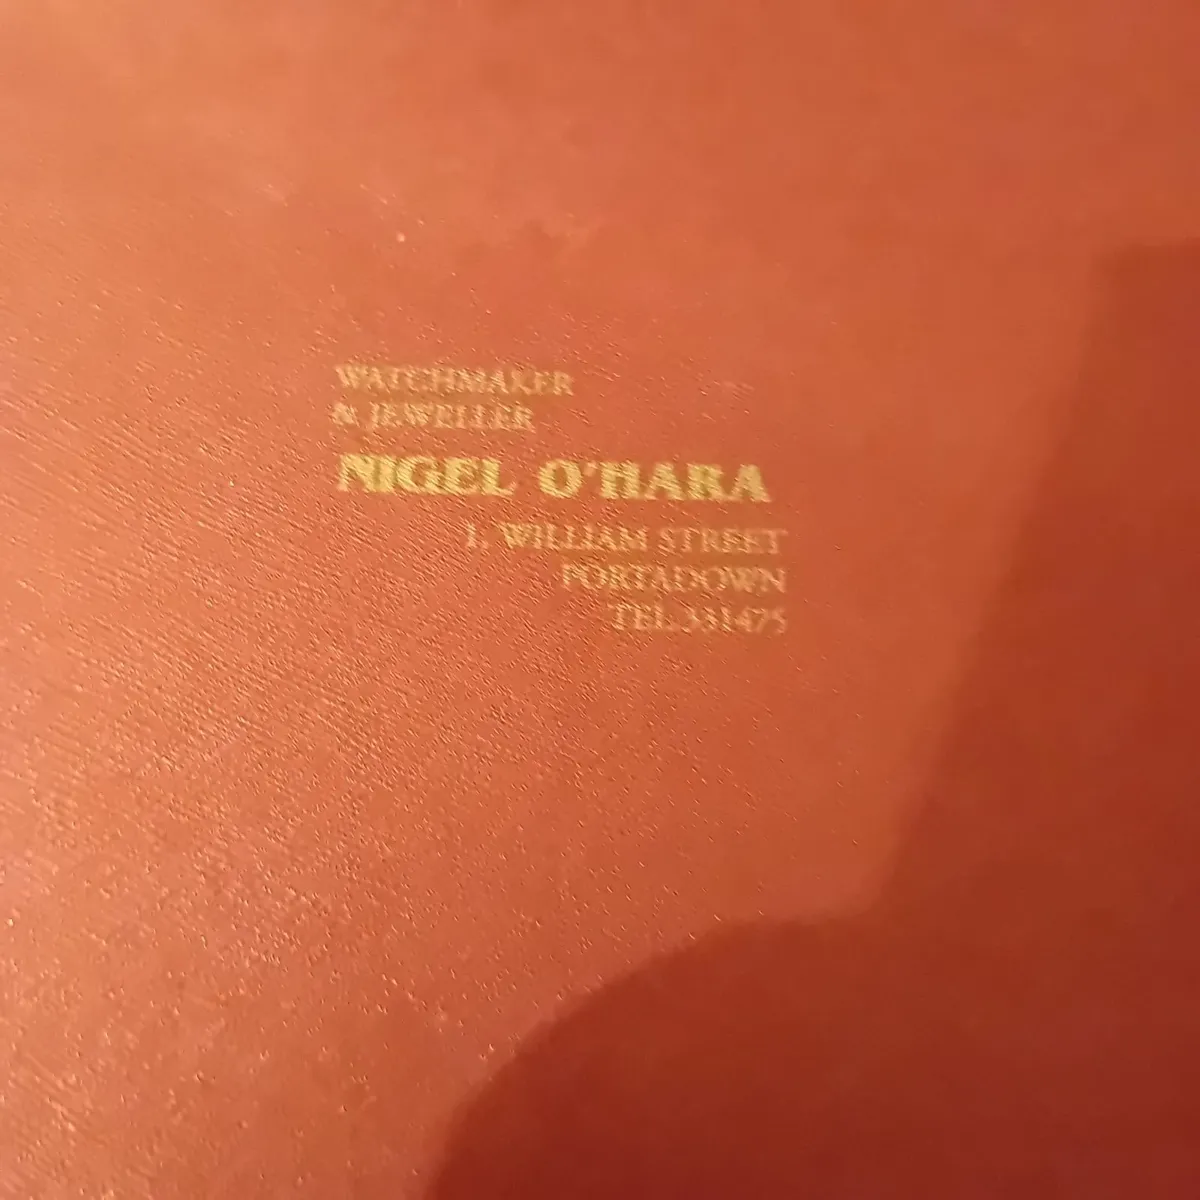 WATCHMAKER
& JEWELLER
NIGEL O'HARA
1, WILLIAM STREET
PORTADOWN
TEL. 331475